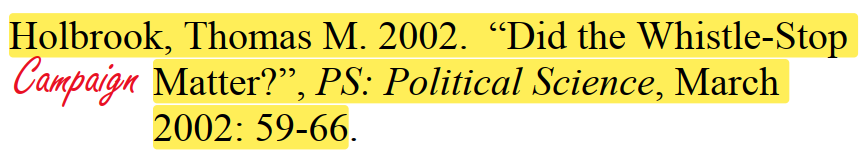 Holbrook, Thomas M. 2002.  “Did the Whistle-Stop
Campaign Matter?”, PS: Political Science, March
2002: 59-66.